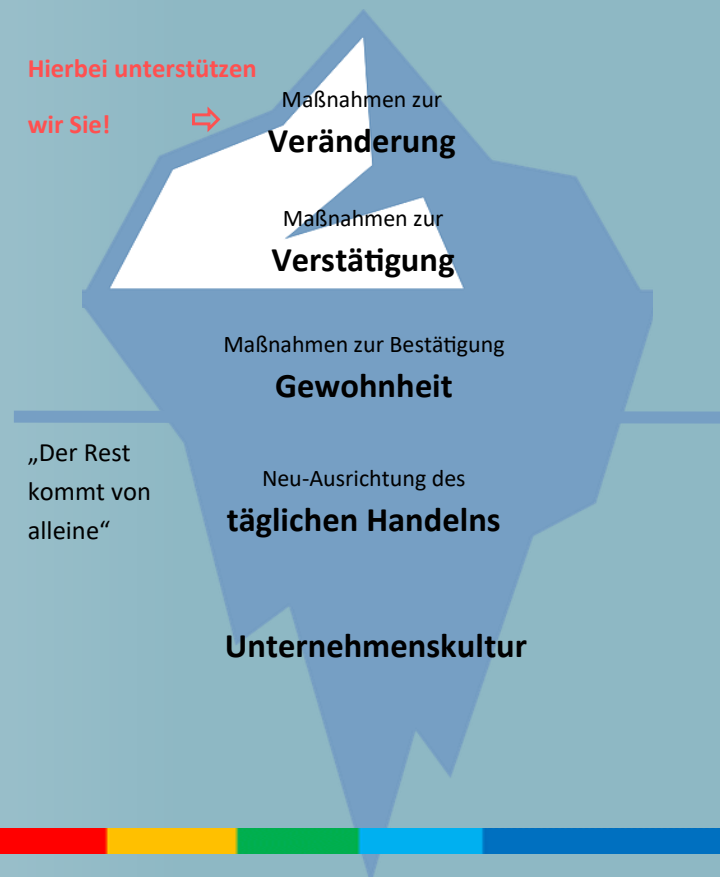 Hierbei unterstützen
wir Sie! ⇨
Maßnahmen zur
Veränderung
Maßnahmen zur
Verstätigung
Maßnahmen zur Bestätigung
Gewohnheit
„Der Rest
kommt von
alleine“
Neu-Ausrichtung des
täglichen Handelns
Unternehmenskultur